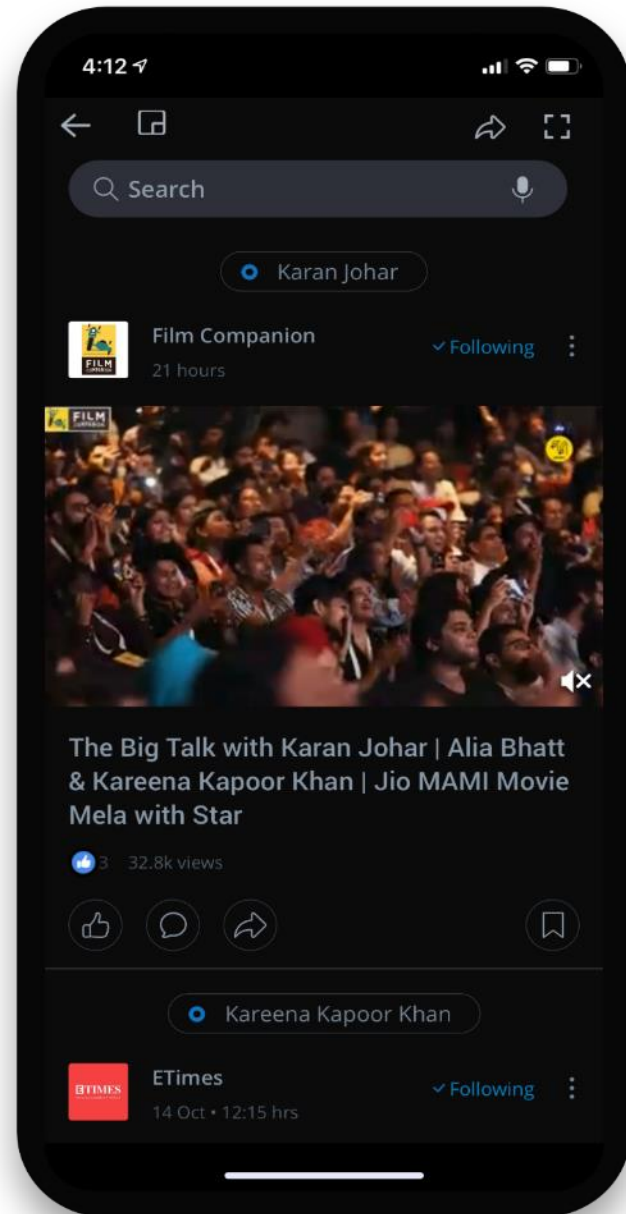 4:12
Search
Karan Johar
Film Companion
Following
21 hours
FILM
FILM
The Big Talk with Karan Johar | Alia Bhatt
& Kareena Kapoor Khan | Jio MAMI Movie
Mela with Star
3 32.8k views
Kareena Kapoor Khan
ETIMES
ETimes
Following
14 Oct • 12:15 hrs